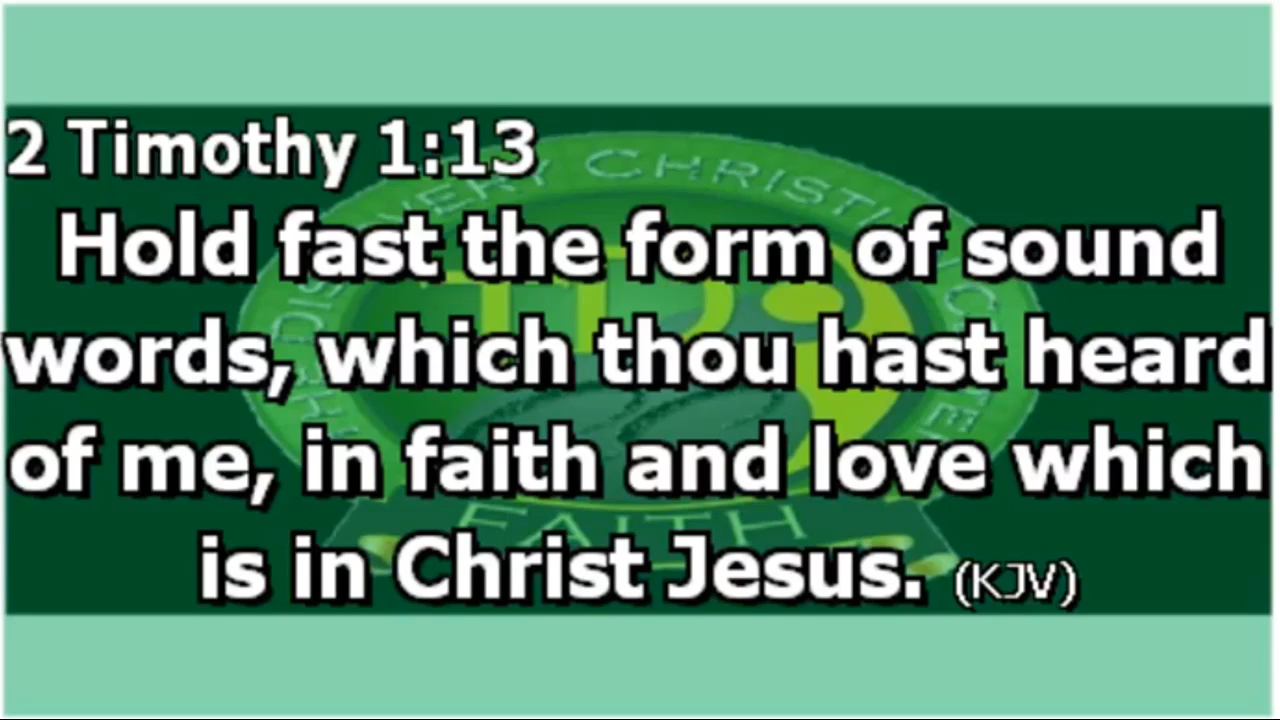 2 Timothy 1:13
Hold fast the form of sound
words, which thou hast heard
of me, in faith and love which
is in Christ Jesus. (KJV)
FAITH